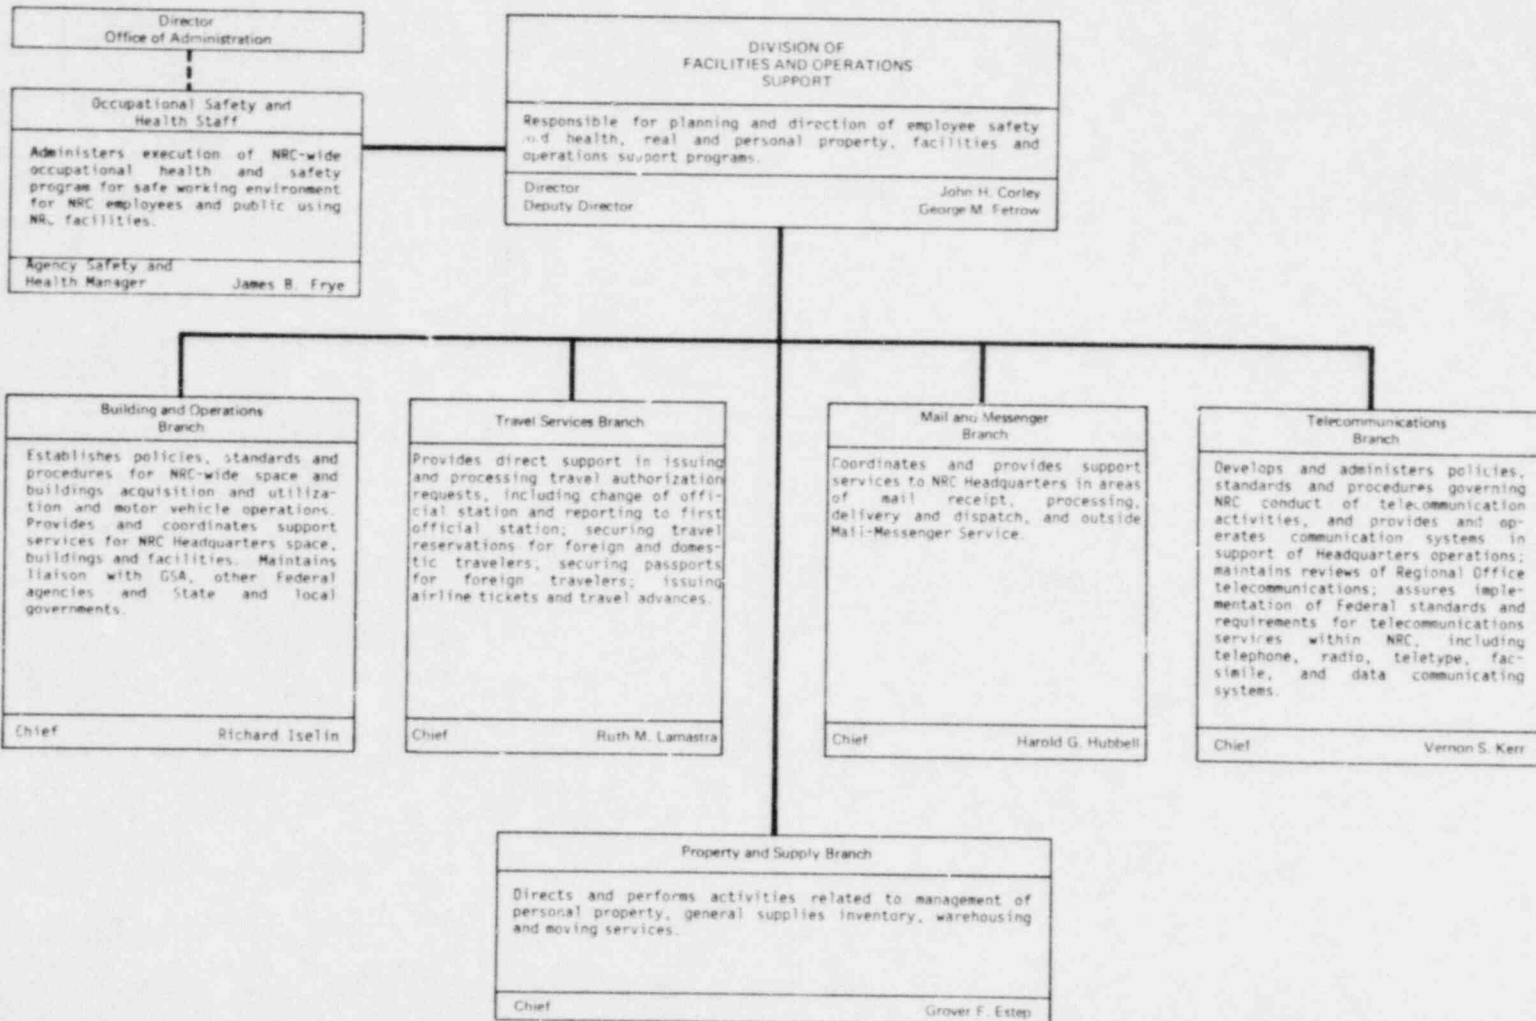 Director
Office of Administration
Occupational Safety and
Health Staff
Administers execution of NRC-wide
occupational health and safety
program for safe working environment
for NRC employees and public using
NRC facilities.
Agency Safety and
Health Manager James B. Frye
DIVISION OF
FACILITIES AND OPERATIONS
SUPPORT
Responsible for planning and direction of employee safety
and health, real and personal property, facilities and
operations support programs.
Director John H. Corley
Deputy Director George M. Fetrow
Building and Operations
Branch
Establishes policies, standards and
procedures for NRC-wide space and
buildings acquisition and utiliza-
tion and motor vehicle operations.
Provides and coordinates support
services for NRC Headquarters space,
buildings and facilities. Maintains
liaison with GSA, other Federal
agencies and State and local
governments.
Chief Richard Iselin
Travel Services Branch
Provides direct support in issuing
and processing travel authorization
requests, including change of offi-
cial station and reporting to first
official station; securing travel
reservations for foreign and domes-
tic travelers; securing passports
for foreign travelers; issuing
airline tickets and travel advances.
Chief Ruth M. Lamastra
Mail and Messenger
Branch
Coordinates and provides support
services to NRC Headquarters in areas
of mail receipt, processing,
delivery and dispatch, and outside
Mail-Messenger Service.
Chief Harold G. Hubbell
Telecommunications
Branch
Develops and administers policies,
standards and procedures governing
NRC conduct of telecommunication
activities, and provides and op-
erates communication systems in
support of Headquarters operations;
maintains reviews of Regional Office
telecommunications; assures imple-
mentation of Federal standards and
requirements for telecommunications
services within NRC, including
telephone, radio, teletype, fac-
simile, and data communicating
systems.
Chief Vernon S. Kerr
Property and Supply Branch
Directs and performs activities related to management of
personal property, general supplies inventory, warehousing
and moving services.
Chief Grover F. Estep